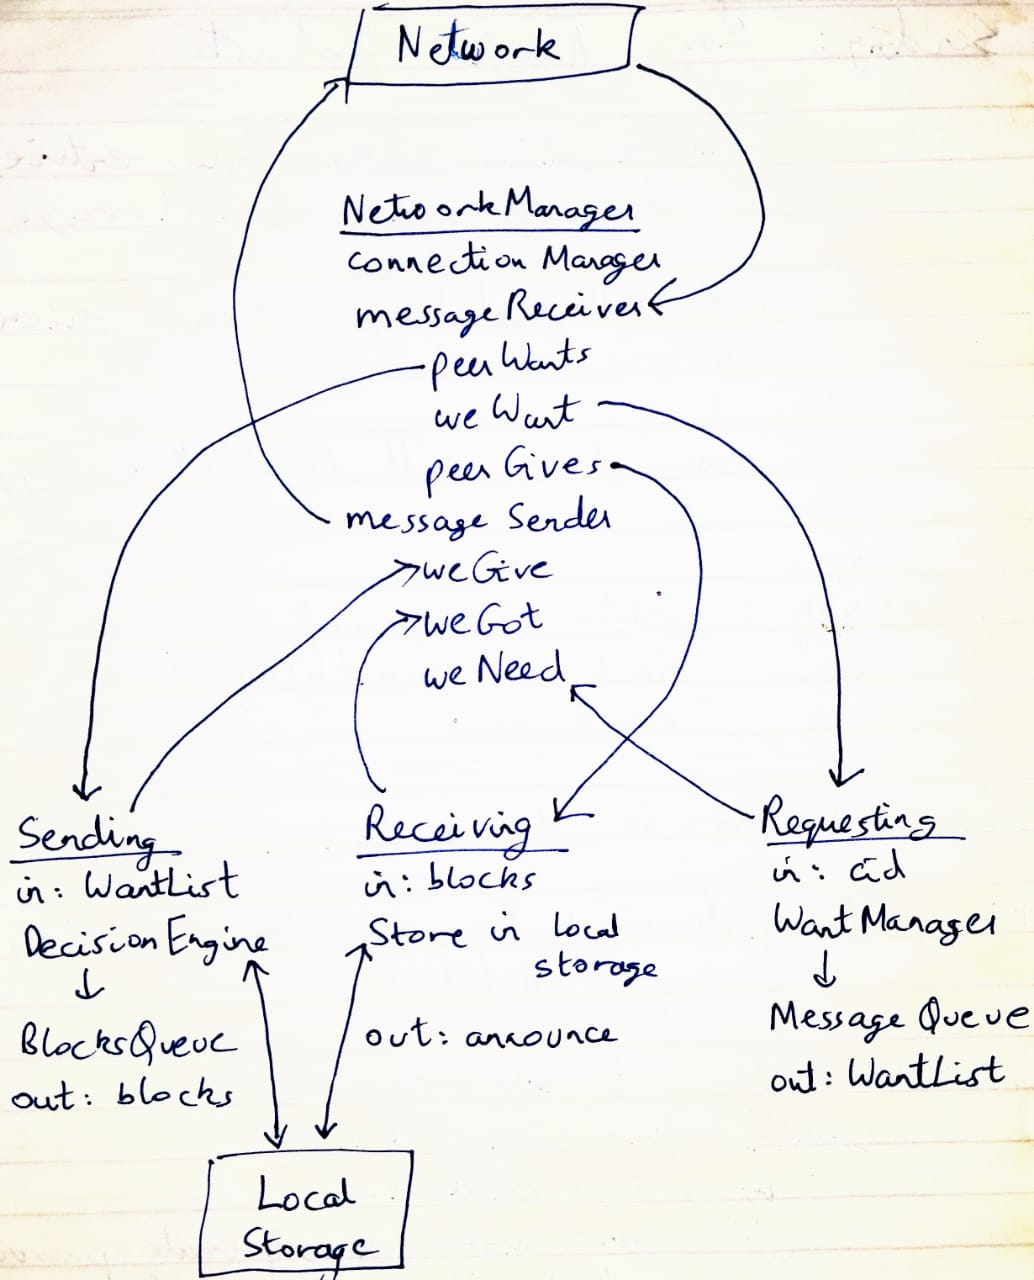 Network
NetworkManager
connection Manager
message Receiver
peer Wants
we Want
peer Gives
message Sender
we Give
we Got
we Need
Sending
in: WantList
Decision Engine
BlocksQueue
out: blocks
Receiving
in: blocks
Store in local
storage
out: announce
Requesting
in: cid
Want Manager
Message Queue
out: WantList
Local
Storage